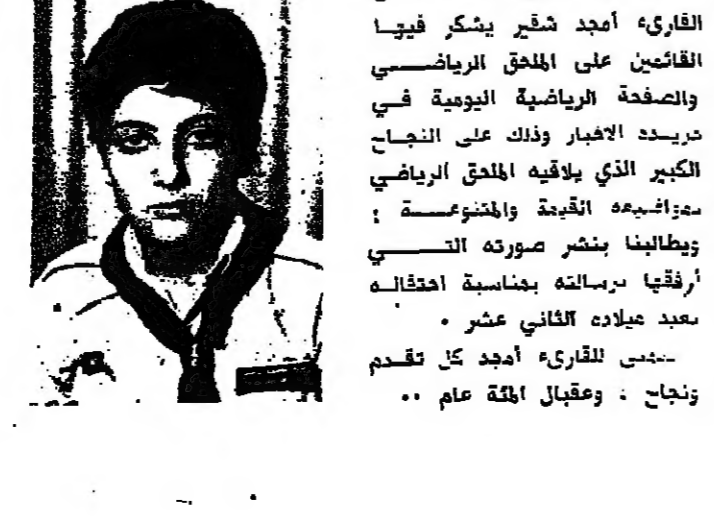 القارىء أمجد شقير يشكر فيها
القائمين على الملحق الرياضي
والصفحة الرياضية اليومية في
جريدة الاخبار وذلك على النجاح
الكبير الذي يلاقيه الملحق الرياضي
بمواضيعه القيمة والمتنوعة ؛
ويطالبنا بنشر صورته التي
أرفقها برسالته بمناسبة احتفاله
بعيد ميلاده الثاني عشر .
نتمنى للقارىء أمجد كل تقدم
ونجاح ، وعقبال المئة عام ..